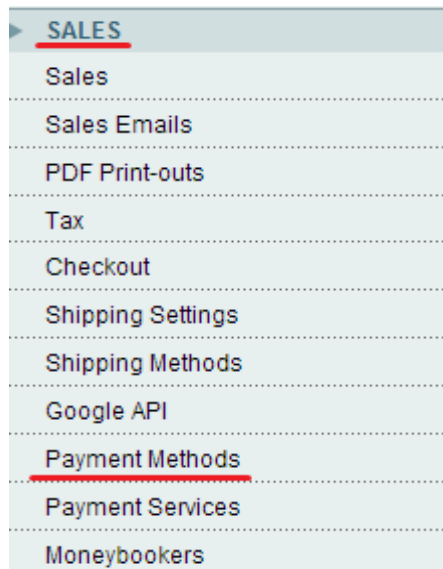 SALES
Sales
Sales Emails
PDF Print-outs
Tax
Checkout
Shipping Settings
Shipping Methods
Google API
Payment Methods
Payment Services
Moneybookers